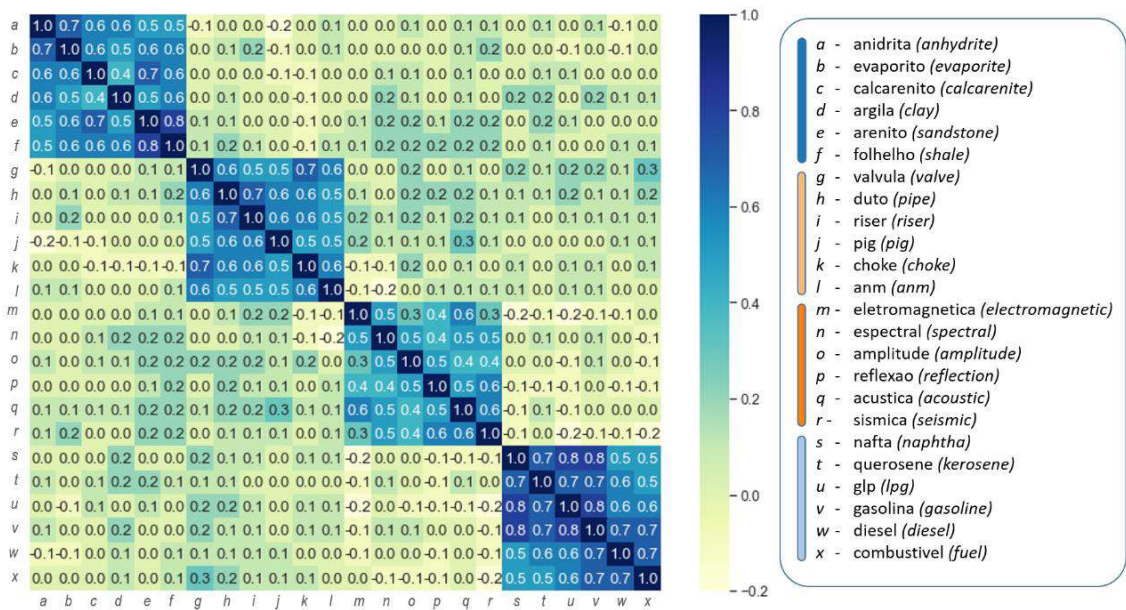 a 1.0 0.7 0.6 0.6 0.5 0.5 -0.1 0.0 0.0 -0.2 0.0 0.1 0.0 0.0 0.1 0.0 0.1 0.1 0.0 0.1 0.0 0.1 -0.1 0.0
b 0.7 1.0 0.6 0.5 0.6 0.6 0.0 0.1 0.2 -0.1 0.0 0.1 0.0 0.0 0.0 0.0 0.1 0.2 0.0 0.0 -0.1 0.0 -0.1 0.0
c 0.6 0.6 1.0 0.4 0.7 0.6 0.0 0.0 0.0 0.0 -0.1 -0.1 0.0 0.1 0.1 0.0 0.1 0.0 0.0 0.1 0.1 0.0 0.0 0.0
d 0.6 0.5 0.4 1.0 0.5 0.6 0.0 0.1 0.0 0.0 -0.1 0.0 0.0 0.2 0.1 0.0 0.1 0.0 0.2 0.2 0.0 0.2 0.1 0.1
e 0.5 0.6 0.7 0.5 1.0 0.8 0.1 0.1 0.0 0.0 -0.1 0.0 0.1 0.2 0.2 0.1 0.2 0.2 0.0 0.2 0.1 0.0 0.1 0.0
f 0.5 0.6 0.6 0.6 0.8 1.0 0.1 0.2 0.1 0.0 -0.1 0.1 0.1 0.2 0.2 0.2 0.2 0.2 0.0 0.1 0.0 0.0 0.1 0.0
g -0.1 0.0 0.0 0.0 0.1 0.1 1.0 0.6 0.5 0.5 0.7 0.6 0.0 0.0 0.2 0.0 0.1 0.0 0.2 0.1 0.2 0.2 0.1 0.3
h 0.0 0.1 0.0 0.1 0.1 0.2 0.6 1.0 0.7 0.6 0.6 0.5 0.1 0.1 0.2 0.2 0.2 0.1 0.1 0.0 0.2 0.1 0.1 0.2
i 0.0 0.2 0.0 0.0 0.0 0.1 0.5 0.7 1.0 0.6 0.6 0.5 0.2 0.1 0.2 0.1 0.2 0.1 0.1 0.0 0.1 0.1 0.1 0.1
j -0.2 -0.1 -0.1 0.0 0.0 0.0 0.5 0.6 0.6 1.0 0.5 0.5 0.2 0.1 0.1 0.1 0.3 0.1 0.0 0.0 0.0 0.0 0.1 0.1
k 0.0 0.0 -0.1 -0.1 -0.1 -0.1 0.7 0.6 0.6 0.5 1.0 0.6 -0.1 -0.1 0.2 0.0 0.1 0.0 0.1 0.0 0.1 0.1 0.0 0.1
l 0.1 0.1 0.0 0.0 0.0 0.1 0.6 0.5 0.5 0.5 0.6 1.0 -0.1 -0.2 0.0 0.1 0.1 0.1 0.0 0.0 0.1 0.0 0.0 0.1
m 0.0 0.0 0.0 0.0 0.1 0.1 0.0 0.1 0.2 0.2 -0.1 -0.1 1.0 0.5 0.3 0.4 0.6 0.3 -0.2 -0.1 -0.2 -0.1 -0.1 0.0
n 0.0 0.0 0.1 0.2 0.2 0.2 0.0 0.1 0.1 0.1 -0.1 -0.2 0.5 1.0 0.5 0.4 0.5 0.5 0.0 0.0 0.0 0.1 0.0 -0.1
o 0.1 0.0 0.1 0.1 0.2 0.2 0.2 0.2 0.2 0.1 0.2 0.0 0.3 0.5 1.0 0.5 0.4 0.4 0.0 0.0 -0.1 0.1 0.0 -0.1
p 0.0 0.0 0.0 0.0 0.1 0.2 0.0 0.2 0.1 0.1 0.0 0.1 0.4 0.4 0.5 1.0 0.5 0.6 -0.1 -0.1 -0.1 0.0 -0.1 -0.1
q 0.1 0.1 0.1 0.1 0.2 0.2 0.1 0.2 0.2 0.3 0.1 0.1 0.6 0.5 0.4 0.5 1.0 0.6 -0.1 0.1 -0.1 0.0 0.0 0.0
r 0.1 0.2 0.0 0.0 0.2 0.2 0.0 0.1 0.1 0.1 0.0 0.1 0.3 0.5 0.4 0.6 0.6 1.0 -0.1 0.0 -0.2 -0.1 -0.1 -0.2
s 0.0 0.0 0.0 0.2 0.0 0.0 0.2 0.1 0.1 0.0 0.1 0.0 -0.2 0.0 0.0 -0.1 -0.1 -0.1 1.0 0.7 0.8 0.8 0.5 0.5
t 0.1 0.0 0.1 0.2 0.2 0.1 0.1 0.0 0.0 0.0 0.0 0.0 -0.1 0.0 0.0 -0.1 0.1 0.0 0.7 1.0 0.7 0.7 0.6 0.5
u 0.0 -0.1 0.1 0.0 0.1 0.0 0.2 0.2 0.1 0.0 0.1 0.1 -0.2 0.0 -0.1 -0.1 -0.1 -0.2 0.8 0.7 1.0 0.8 0.6 0.6
v 0.1 0.0 0.0 0.2 0.0 0.0 0.2 0.1 0.1 0.0 0.1 0.0 -0.1 0.1 0.1 0.0 0.0 -0.1 0.8 0.7 0.8 1.0 0.7 0.7
w -0.1 -0.1 0.0 0.1 0.1 0.1 0.1 0.1 0.1 0.1 0.0 0.0 -0.1 0.0 0.0 -0.1 0.0 -0.1 0.5 0.6 0.6 0.7 1.0 0.7
x 0.0 0.0 0.0 0.1 0.0 0.0 0.3 0.2 0.1 0.1 0.1 0.1 0.0 -0.1 -0.1 -0.1 0.0 -0.2 0.5 0.5 0.6 0.7 0.7 1.0
a b c d e f g h i j k l m n o p q r s t u v w x
1.0
0.8
0.6
0.4
0.2
0.0
−0.2
a - anidrita (anhydrite)
b - evaporito (evaporite)
c - calcarenito (calcarenite)
d - argila (clay)
e - arenito (sandstone)
f - folhelho (shale)
g - valvula (valve)
h - duto (pipe)
i - riser (riser)
j - pig (pig)
k - choke (choke)
l - anm (anm)
m - eletromagnetica (electromagnetic)
n - espectral (spectral)
o - amplitude (amplitude)
p - reflexao (reflection)
q - acustica (acoustic)
r - sismica (seismic)
s - nafta (naphtha)
t - querosene (kerosene)
u - glp (lpg)
v - gasolina (gasoline)
w - diesel (diesel)
x - combustivel (fuel)